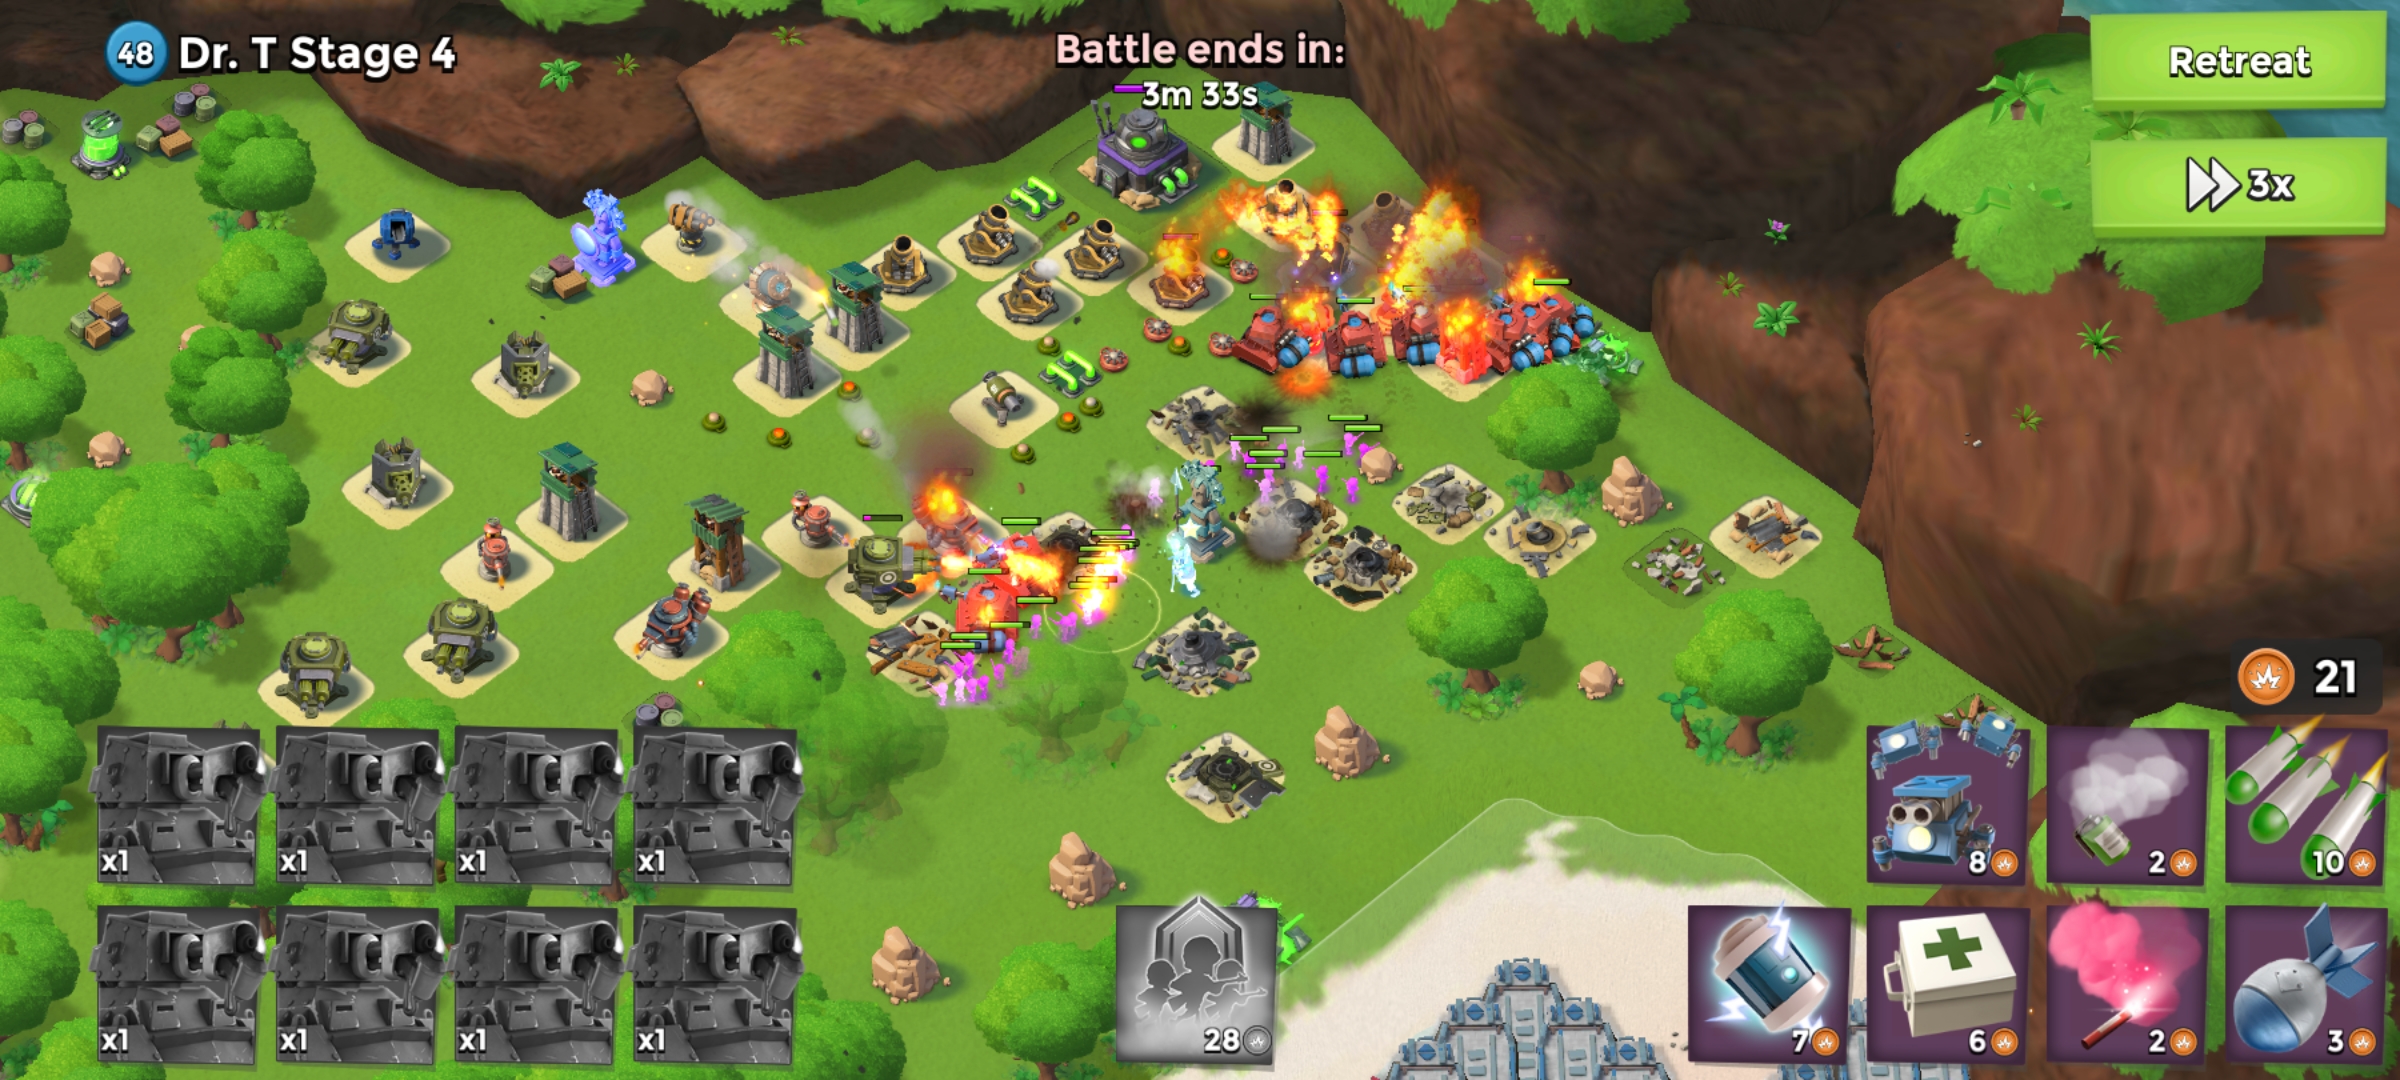 48 Dr. T Stage 4
Battle ends in:
3m 33s
Retreat
3x
21
x1 x1 x1 x1
8 2 10
x1 x1 x1 x1
28 7 6 2 3